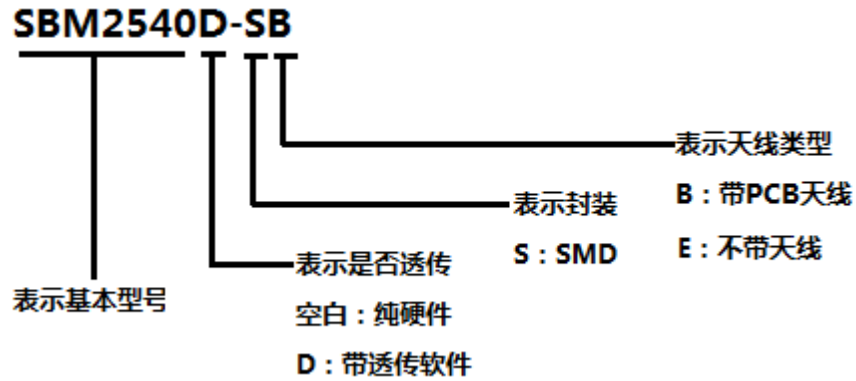 SBM2540D-SB
表示天线类型
B：带PCB天线
E：不带天线
表示封装
S：SMD
表示是否透传
空白：纯硬件
D：带透传软件
表示基本型号